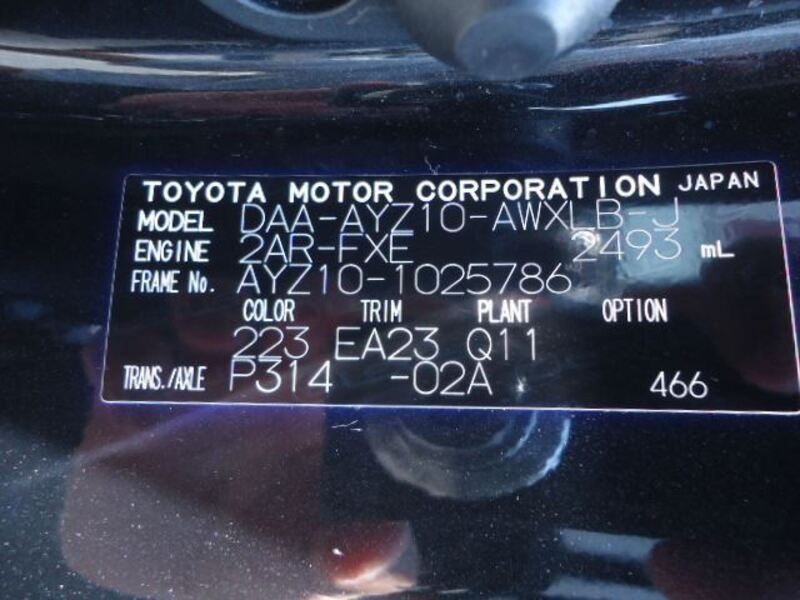 TOYOTA MOTOR CORPORATION JAPAN
MODEL DAA-AYZ10-AWXLB-J
ENGINE 2AR-FXE 2493 mL
FRAME No. AYZ10-1025786
COLOR TRIM PLANT OPTION
223 EA23 Q11
TRANS./AXLE P314 -02A 466